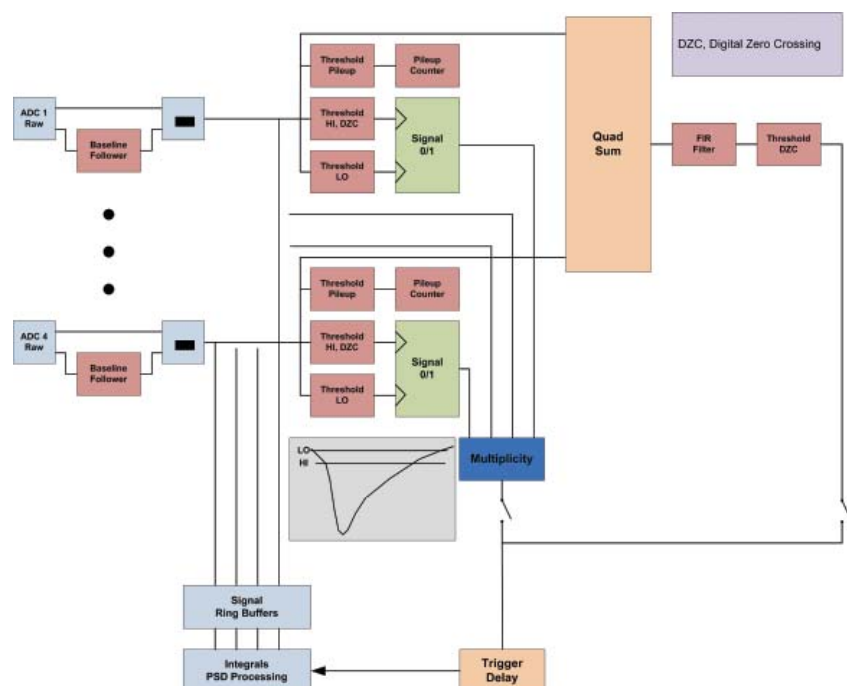 DZC, Digital Zero Crossing
Threshold
Pileup
Pileup
Counter
ADC 1
Raw
Baseline
Follower
Threshold
HI, DZC
Signal
0/1
Threshold
LO
Quad
Sum
FIR
Filter
Threshold
DZC
Threshold
Pileup
Pileup
Counter
ADC 4
Raw
Baseline
Follower
Threshold
HI, DZC
Signal
0/1
Threshold
LO
LO
HI
Multiplicity
Signal
Ring Buffers
Integrals
PSD Processing
Trigger
Delay